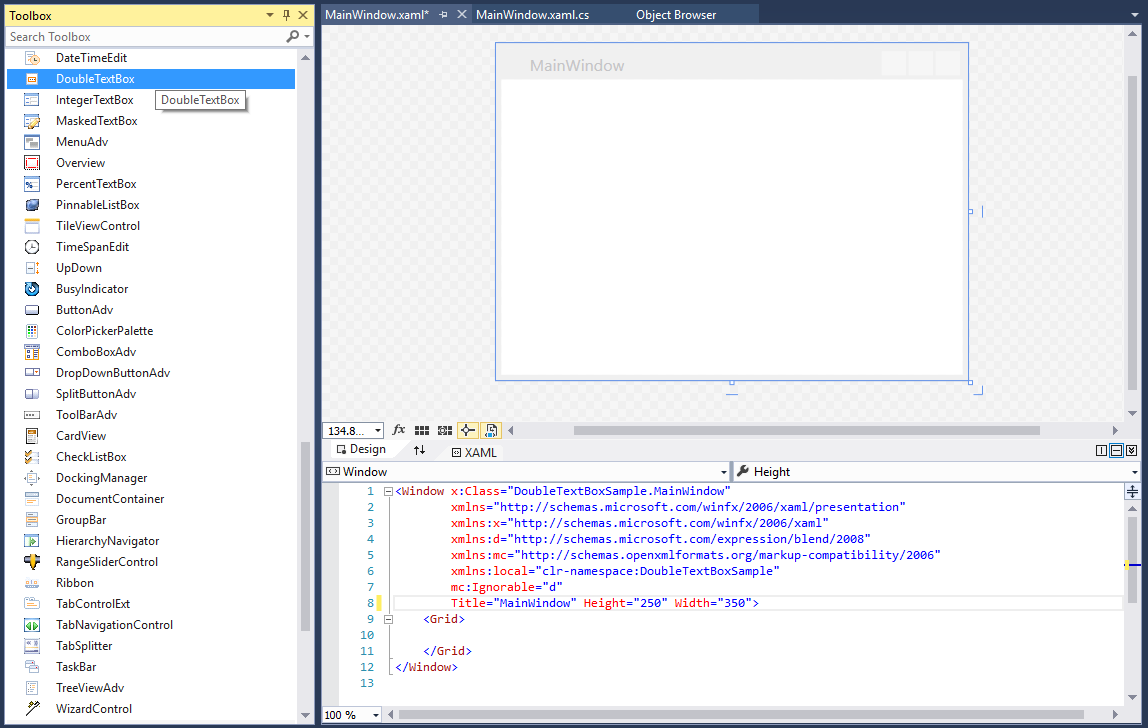 Toolbox
Search Toolbox
DateTimeEdit
DoubleTextBox
IntegerTextBox
DoubleTextBox
MaskedTextBox
MenuAdv
Overview
PercentTextBox
PinnableListBox
TileViewControl
TimeSpanEdit
UpDown
BusyIndicator
ButtonAdv
ColorPickerPalette
ComboBoxAdv
DropDownButtonAdv
SplitButtonAdv
ToolBarAdv
CardView
CheckListBox
DockingManager
DocumentContainer
GroupBar
HierarchyNavigator
RangeSliderControl
Ribbon
TabControlExt
TabNavigationControl
TabSplitter
TaskBar
TreeViewAdv
WizardControl
MainWindow.xaml* MainWindow.xaml.cs Object Browser
MainWindow
134.8... fx
Design XAML
Window Height
1 <Window x:Class="DoubleTextBoxSample.MainWindow"
2 xmlns="http://schemas.microsoft.com/winfx/2006/xaml/presentation"
3 xmlns:x="http://schemas.microsoft.com/winfx/2006/xaml"
4 xmlns:d="http://schemas.microsoft.com/expression/blend/2008"
5 xmlns:mc="http://schemas.openxmlformats.org/markup-compatibility/2006"
6 xmlns:local="clr-namespace:DoubleTextBoxSample"
7 mc:Ignorable="d"
8 Title="MainWindow" Height="250" Width="350">
9 <Grid>
10
11 </Grid>
12 </Window>
13
100 %